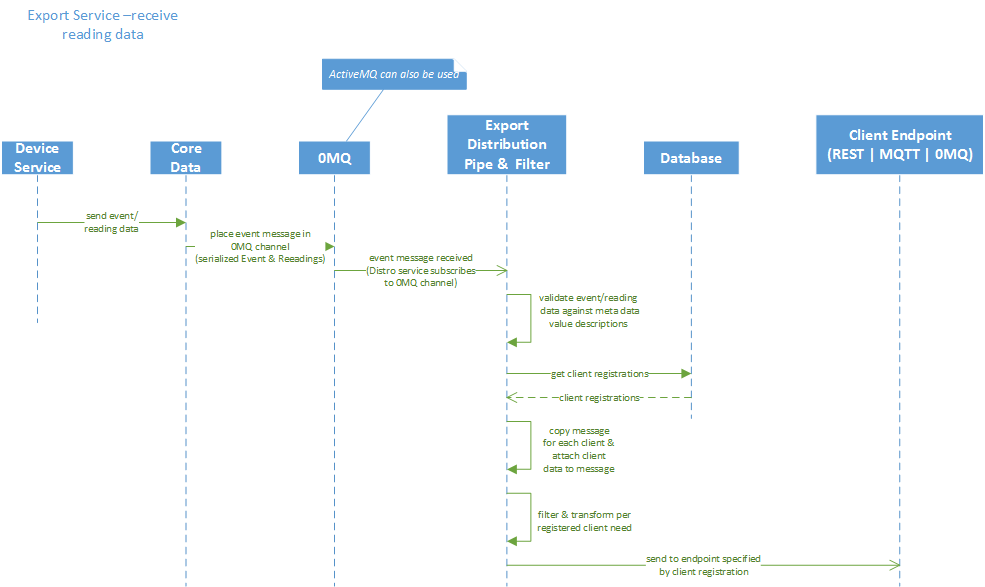 Export Service –receive
reading data
ActiveMQ can also be used
Device
Service
Core
Data
0MQ
Export
Distribution
Pipe & Filter
Database
Client Endpoint
(REST | MQTT | 0MQ)
send event/
reading data
place event message in
0MQ channel
(serialized Event & Reeadings)
event message received
(Distro service subscribes
to 0MQ channel)
validate event/reading
data against meta data
value descriptions
get client registrations
client registrations
copy message
for each client &
attach client
data to message
filter & transform per
registered client need
send to endpoint specified
by client registration